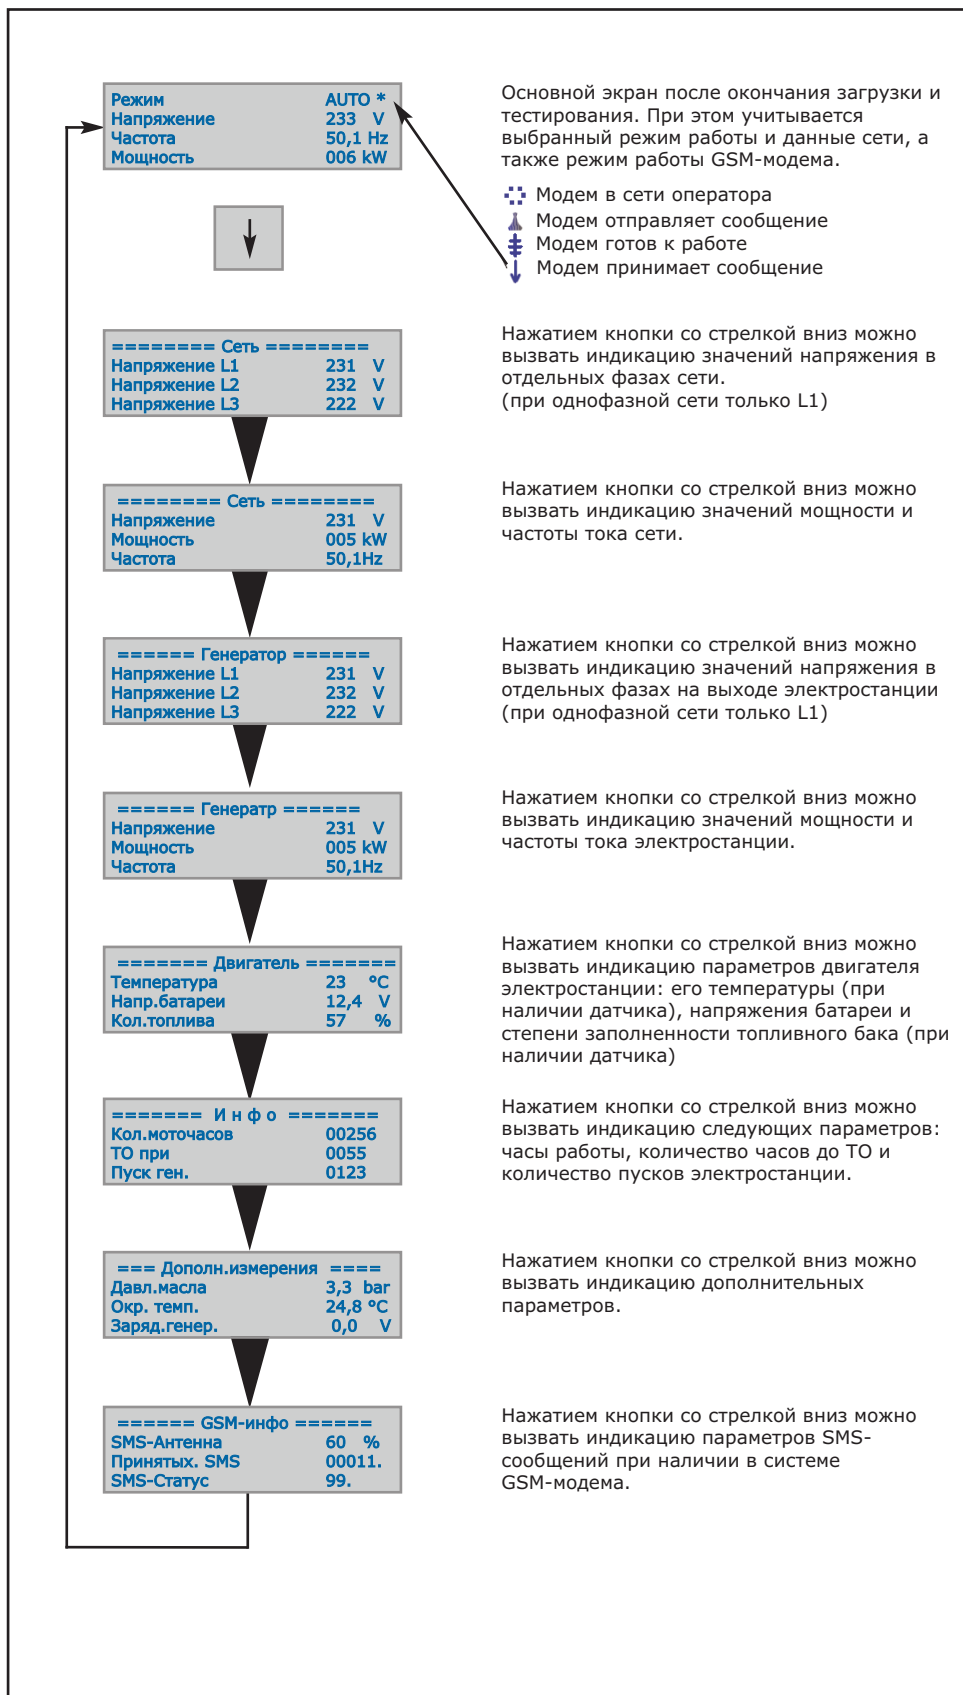 Режим AUTO *
Напряжение 233 V
Частота 50,1 Hz
Мощность 006 kW
Основной экран после окончания загрузки и
тестирования. При этом учитывается
выбранный режим работы и данные сети, а
также режим работы GSM-модема.
Модем в сети оператора
Модем отправляет сообщение
Модем готов к работе
Модем принимает сообщение
======== Сеть ========
Напряжение L1 231 V
Напряжение L2 232 V
Напряжение L3 222 V
Нажатием кнопки со стрелкой вниз можно
вызвать индикацию значений напряжения в
отдельных фазах сети.
(при однофазной сети только L1)
======== Сеть ========
Напряжение 231 V
Мощность 005 kW
Частота 50,1Hz
Нажатием кнопки со стрелкой вниз можно
вызвать индикацию значений мощности и
частоты тока сети.
====== Генератор ======
Напряжение L1 231 V
Напряжение L2 232 V
Напряжение L3 222 V
Нажатием кнопки со стрелкой вниз можно
вызвать индикацию значений напряжения в
отдельных фазах на выходе электростанции
(при однофазной сети только L1)
====== Генератр ======
Напряжение 231 V
Мощность 005 kW
Частота 50,1Hz
Нажатием кнопки со стрелкой вниз можно
вызвать индикацию значений мощности и
частоты тока электростанции.
======= Двигатель =======
Температура 23 °C
Напр.батареи 12,4 V
Кол.топлива 57 %
Нажатием кнопки со стрелкой вниз можно
вызвать индикацию параметров двигателя
электростанции: его температуры (при
наличии датчика), напряжения батареи и
степени заполненности топливного бака (при
наличии датчика)
======= И н ф о =======
Кол.моточасов 00256
ТО при 0055
Пуск ген. 0123
Нажатием кнопки со стрелкой вниз можно
вызвать индикацию следующих параметров:
часы работы, количество часов до ТО и
количество пусков электростанции.
=== Дополн.измерения ====
Давл.масла 3,3 bar
Окр. темп. 24,8 °C
Заряд.генер. 0,0 V
Нажатием кнопки со стрелкой вниз можно
вызвать индикацию дополнительных
параметров.
====== GSM-инфо ======
SMS-Антенна 60 %
Принятых. SMS 00011.
SMS-Статус 99.
Нажатием кнопки со стрелкой вниз можно
вызвать индикацию параметров SMS-
сообщений при наличии в системе
GSM-модема.